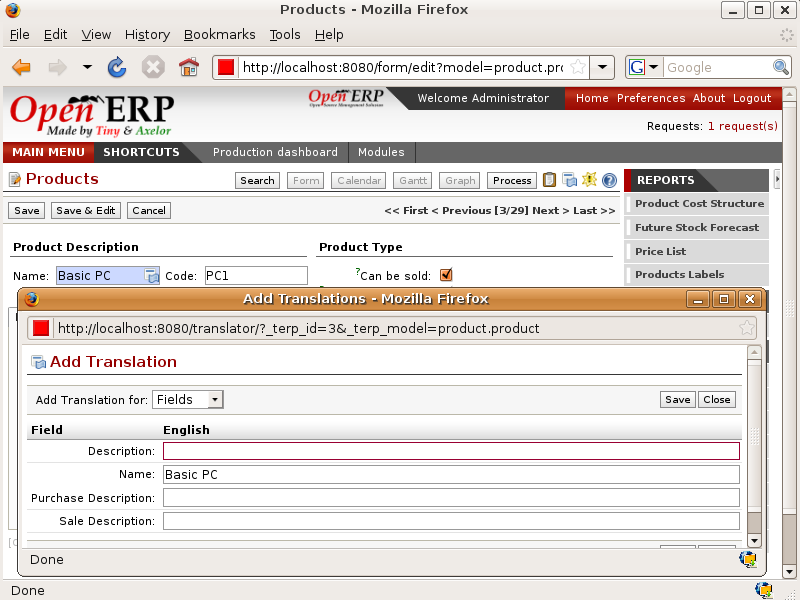 Products - Mozilla Firefox
File Edit View History Bookmarks Tools Help
http://localhost:8080/form/edit?model=product.pr
G Google
Open ERP
Made by Tiny & Axelor
Open ERP
Open Source Management Solution
Welcome Administrator
Home Preferences About Logout
Requests: 1 request(s)
MAIN MENU SHORTCUTS Production dashboard Modules
Products
Search Form Calendar Gantt Graph Process
REPORTS
Save Save & Edit Cancel
<< First < Previous [3/29] Next > Last >>
Product Cost Structure
Future Stock Forecast
Price List
Products Labels
Product Description
Product Type
Name: Basic PC Code: PC1
?Can be sold:
Add Translations - Mozilla Firefox
http://localhost:8080/translator/?_terp_id=3&_terp_model=product.product
Add Translation
Add Translation for: Fields
Save Close
Field English
Description:
Name: Basic PC
Purchase Description:
Sale Description:
Done
Done